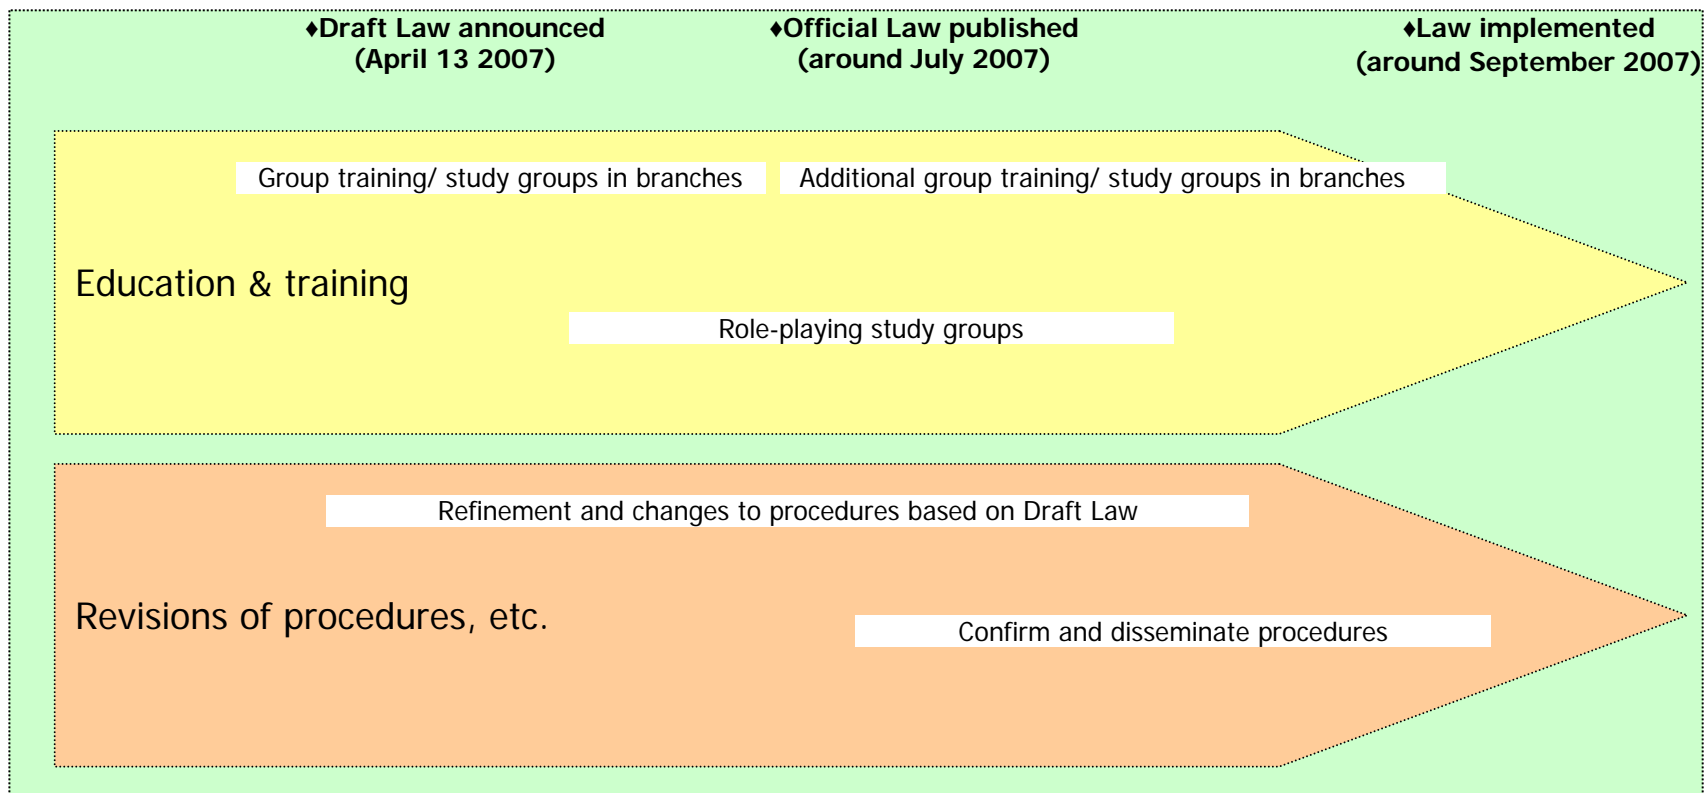 ♦Draft Law announced
(April 13 2007)
♦Official Law published
(around July 2007)
♦Law implemented
(around September 2007)
Group training/ study groups in branches
Additional group training/ study groups in branches
Education & training
Role-playing study groups
Refinement and changes to procedures based on Draft Law
Revisions of procedures, etc.
Confirm and disseminate procedures